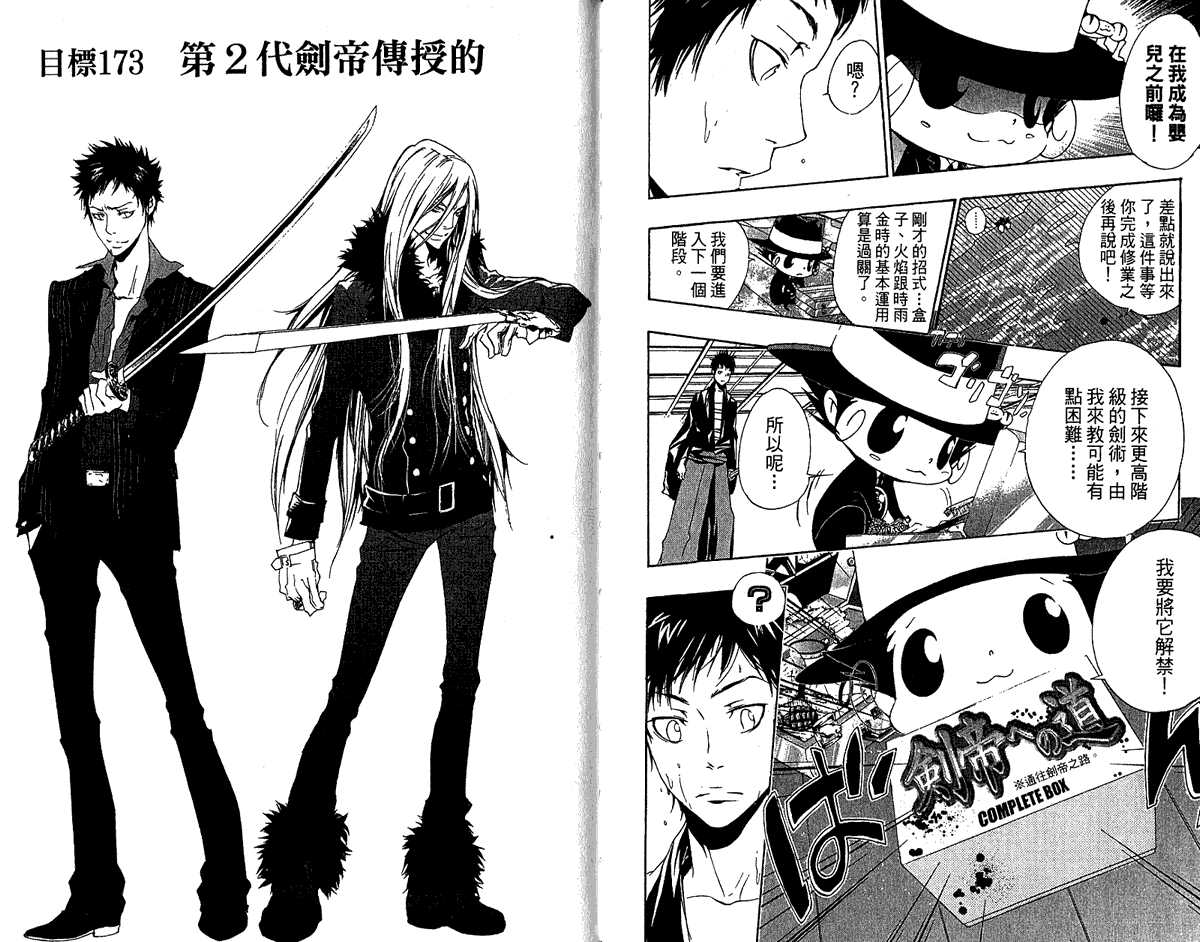 在我成為嬰
兒之前囉！
嗯？
差點就說出來
了，這件事等
你完成修業之
後再說吧！
……
剛才的招式…盒
子、火焰跟時雨
金時的基本運用
算是過關了。
我們要進
入下一個
階段。
接下來更高階
級的劍術，由
我來教可能有
點困難……
所以呢…
我要將它解禁！
？
劍帝への道
※通往劍帝之路。
COMPLETE BOX
ばん
目標173 第２代劍帝傳授的